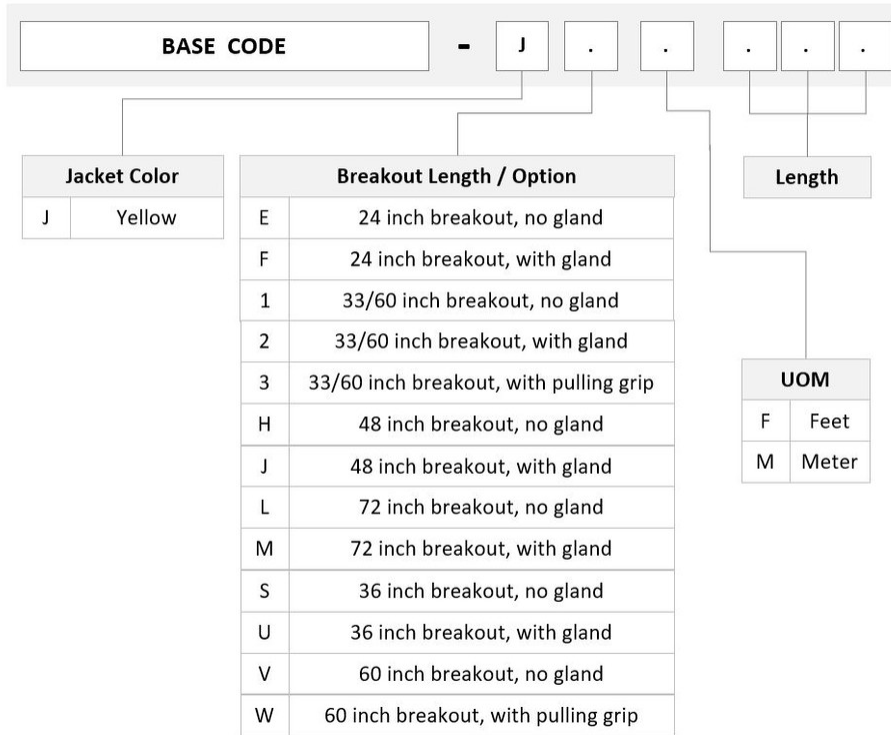 BASE CODE - J . . . . .
Jacket Color
J Yellow
Breakout Length / Option
E 24 inch breakout, no gland
F 24 inch breakout, with gland
1 33/60 inch breakout, no gland
2 33/60 inch breakout, with gland
3 33/60 inch breakout, with pulling grip
H 48 inch breakout, no gland
J 48 inch breakout, with gland
L 72 inch breakout, no gland
M 72 inch breakout, with gland
S 36 inch breakout, no gland
U 36 inch breakout, with gland
V 60 inch breakout, no gland
W 60 inch breakout, with pulling grip
Length
UOM
F Feet
M Meter